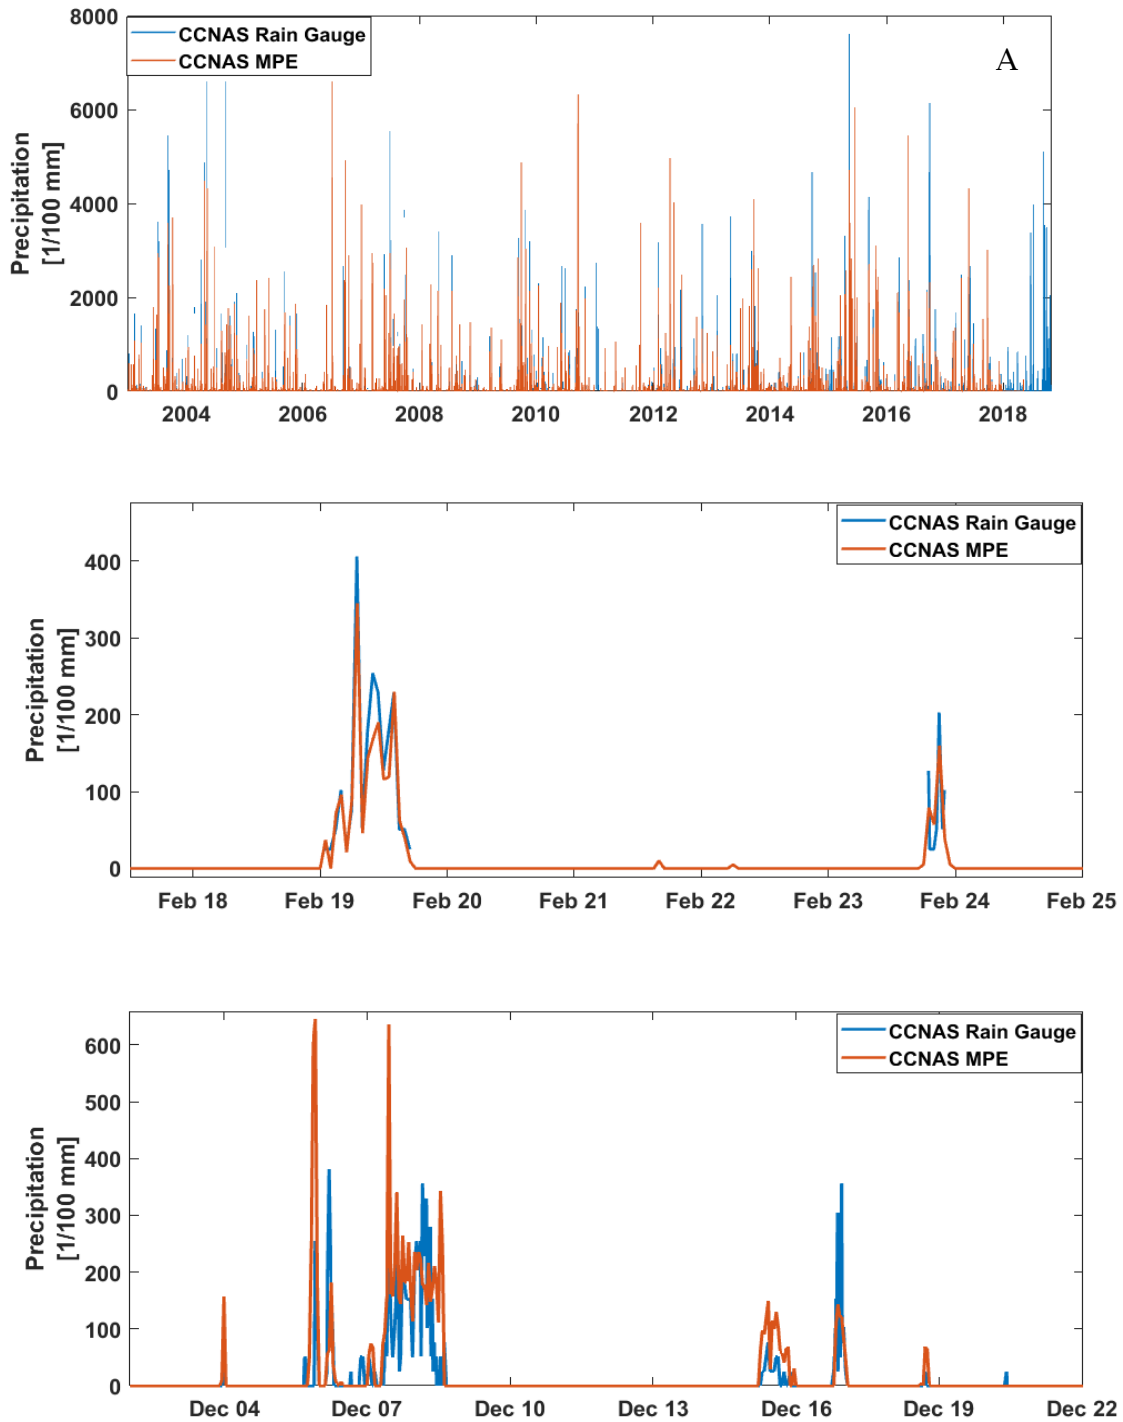 8000
6000
4000
2000
0
Precipitation
[1/100 mm]
CCNAS Rain Gauge
CCNAS MPE
A
2004 2006 2008 2010 2012 2014 2016 2018
400
300
200
100
0
Precipitation
[1/100 mm]
CCNAS Rain Gauge
CCNAS MPE
Feb 18 Feb 19 Feb 20 Feb 21 Feb 22 Feb 23 Feb 24 Feb 25
600
500
400
300
200
100
0
Precipitation
[1/100 mm]
CCNAS Rain Gauge
CCNAS MPE
Dec 04 Dec 07 Dec 10 Dec 13 Dec 16 Dec 19 Dec 22